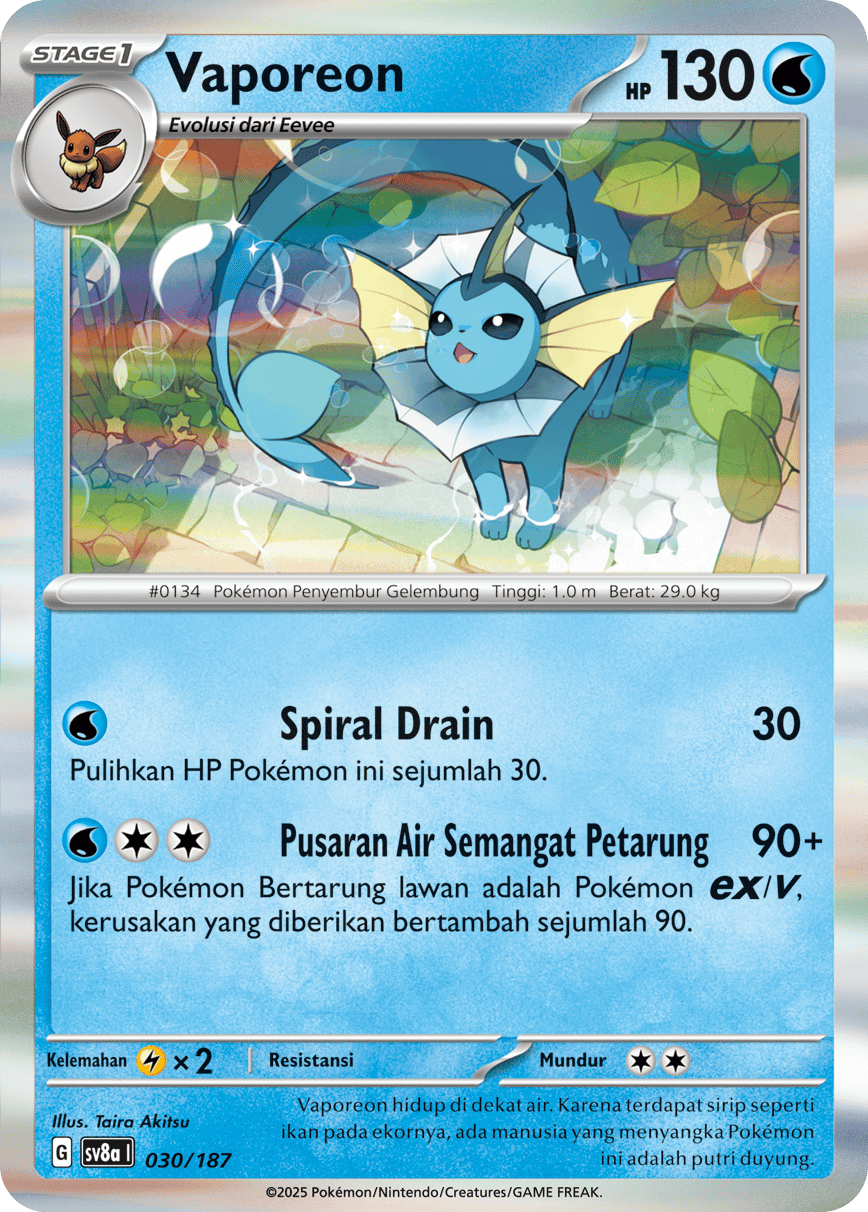 STAGE1
Vaporeon
HP 130
Evolusi dari Eevee
#0134 Pokémon Penyembur Gelembung Tinggi: 1.0 m Berat: 29.0 kg
Spiral Drain 30
Pulihkan HP Pokémon ini sejumlah 30.
Pusaran Air Semangat Petarung 90+
Jika Pokémon Bertarung lawan adalah Pokémon ex/V,
kerusakan yang diberikan bertambah sejumlah 90.
Kelemahan ×2 Resistansi Mundur
Vaporeon hidup di dekat air. Karena terdapat sirip seperti
ikan pada ekornya, ada manusia yang menyangka Pokémon
ini adalah putri duyung.
Illus. Taira Akitsu
G sv8a I 030/187
©2025 Pokémon/Nintendo/Creatures/GAME FREAK.